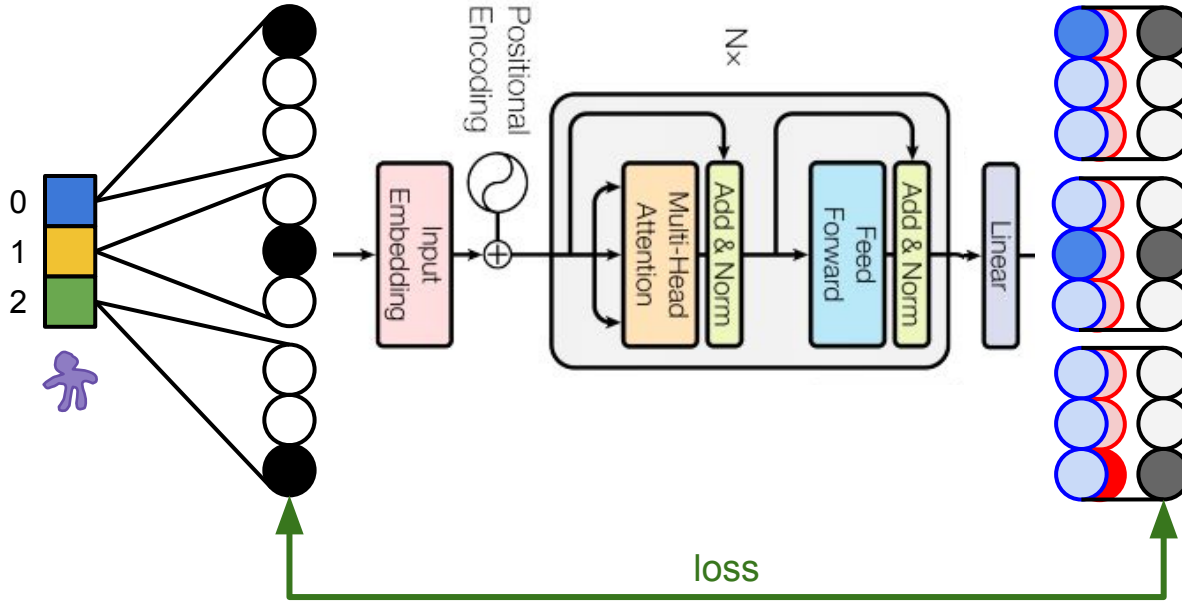 0
1
2
Input
Embedding
Positional
Encoding
Nx
Multi-Head
Attention
Add & Norm
Feed
Forward
Add & Norm
Linear
loss